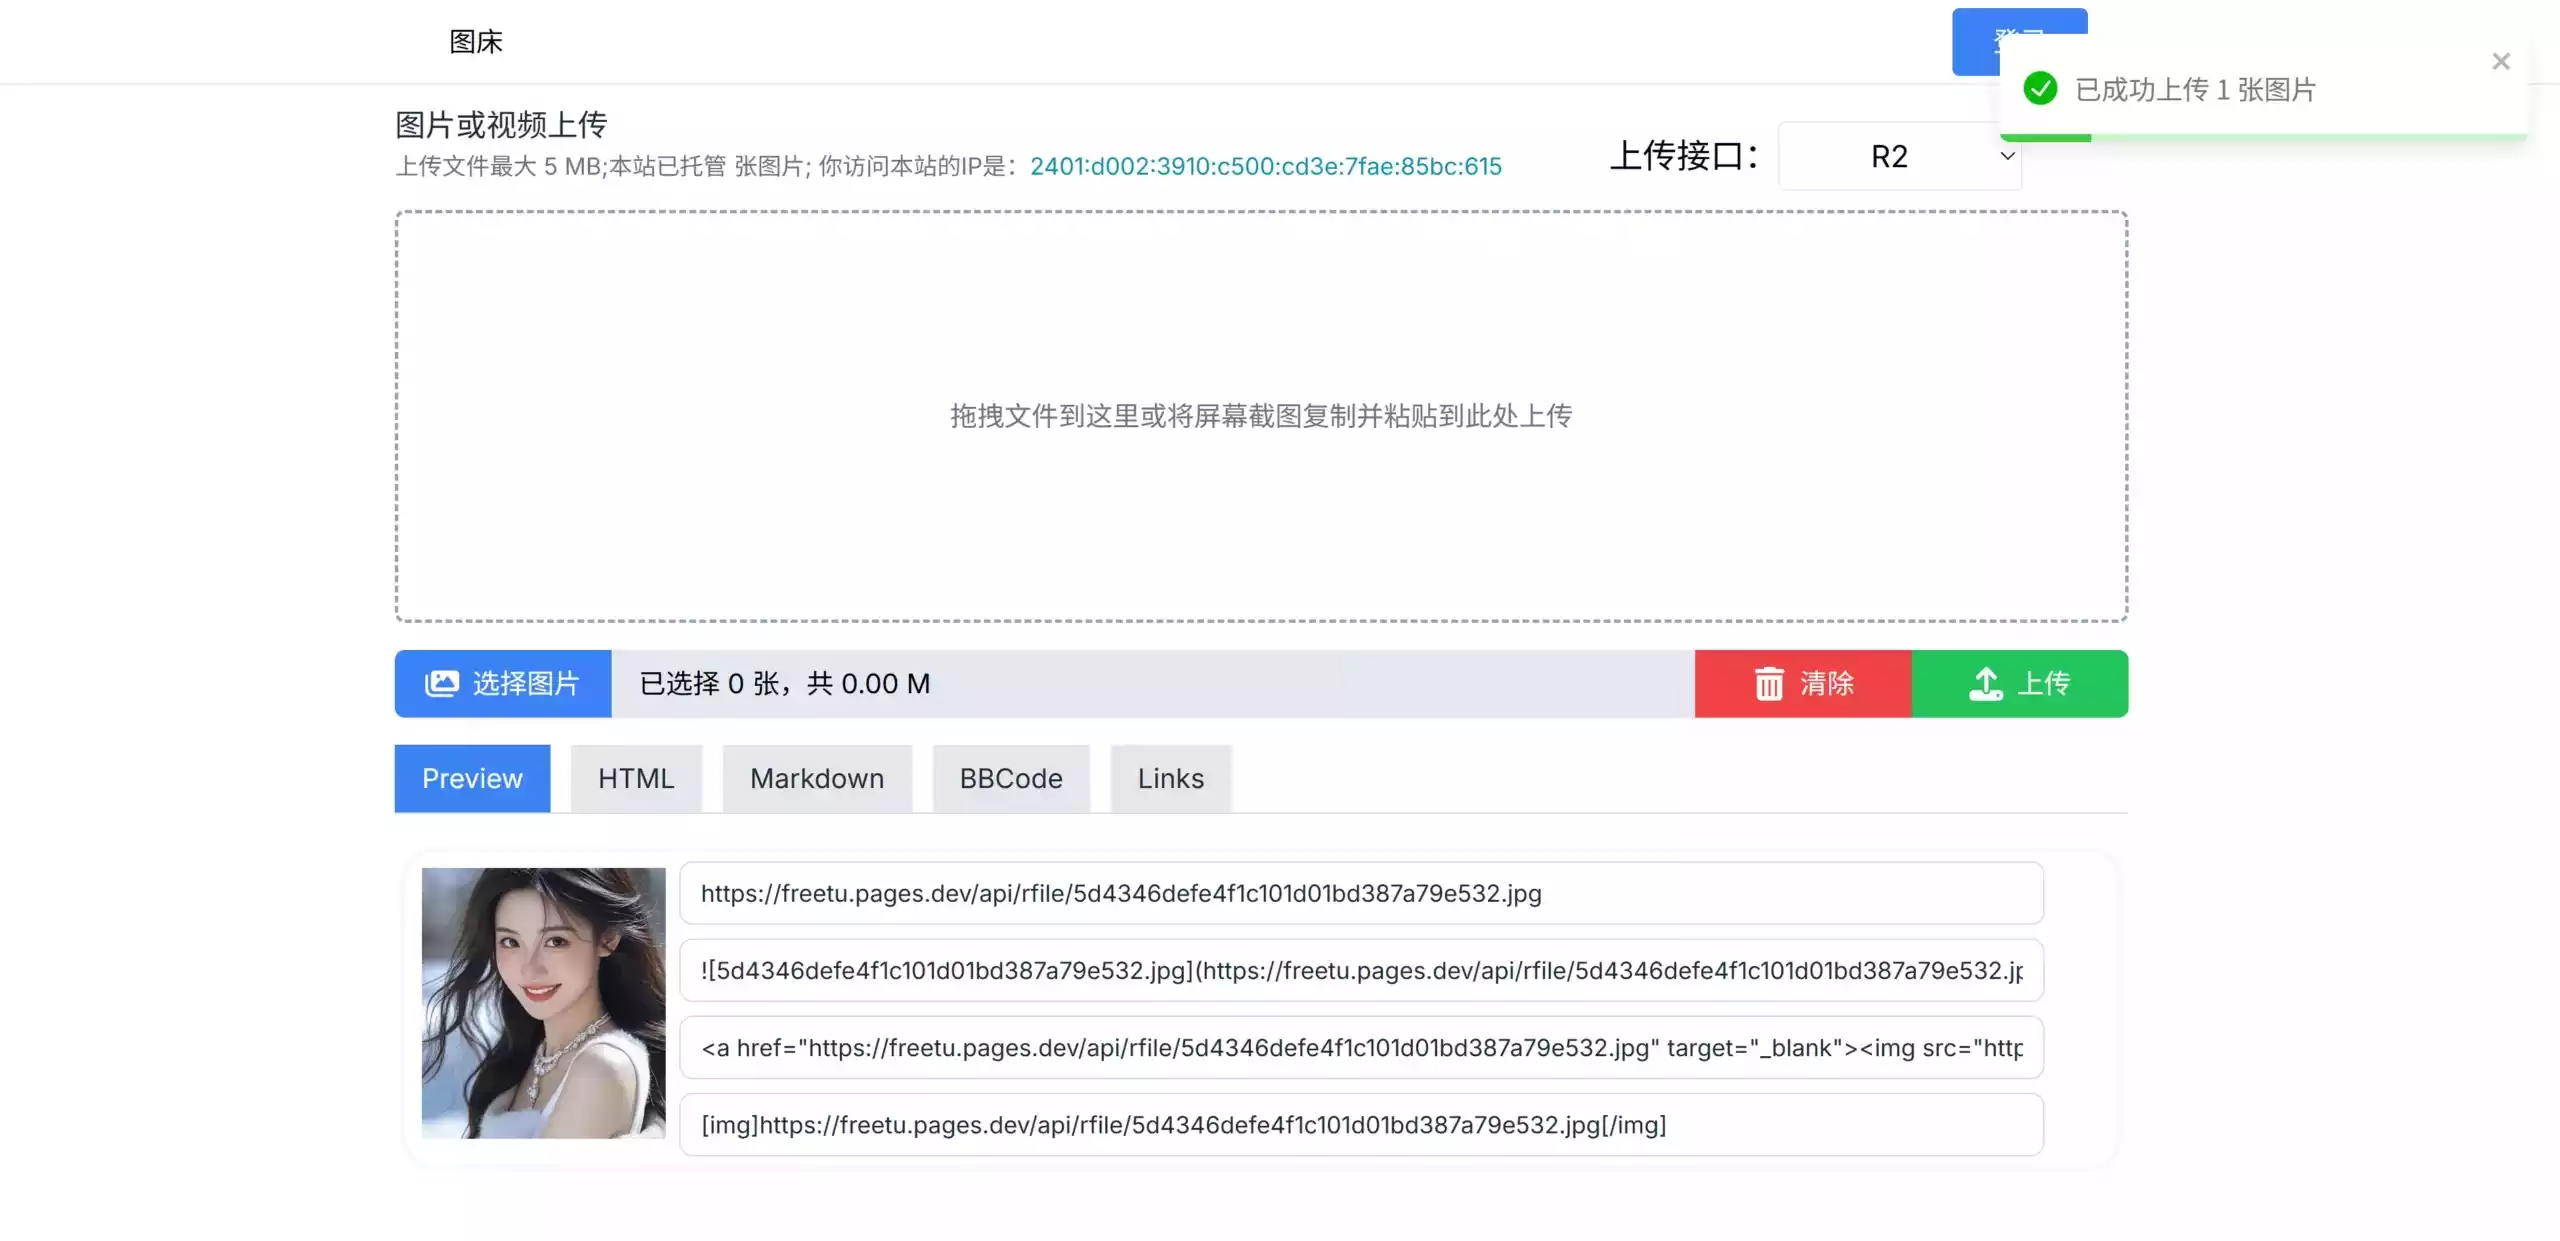 图床
已成功上传 1 张图片
图片或视频上传
上传文件最大 5 MB;本站已托管 张图片; 你访问本站的IP是：2401:d002:3910:c500:cd3e:7fae:85bc:615
上传接口：
R2
拖拽文件到这里或将屏幕截图复制并粘贴到此处上传
选择图片
已选择 0 张，共 0.00 M
清除
上传
Preview
HTML
Markdown
BBCode
Links
https://freetu.pages.dev/api/rfile/5d4346defe4f1c101d01bd387a79e532.jpg
![5d4346defe4f1c101d01bd387a79e532.jpg](https://freetu.pages.dev/api/rfile/5d4346defe4f1c101d01bd387a79e532.jp
<a href="https://freetu.pages.dev/api/rfile/5d4346defe4f1c101d01bd387a79e532.jpg" target="_blank"><img src="http
[img]https://freetu.pages.dev/api/rfile/5d4346defe4f1c101d01bd387a79e532.jpg[/img]